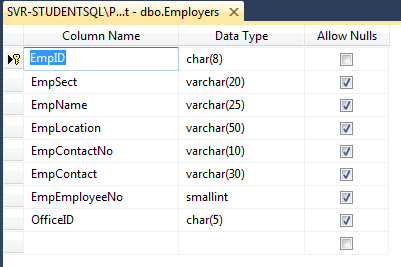 SVR-STUDENTSQL\P...t - dbo.Employers
Column Name Data Type Allow Nulls
EmpID char(8)
EmpSect varchar(20)
EmpName varchar(25)
EmpLocation varchar(50)
EmpContactNo varchar(10)
EmpContact varchar(30)
EmpEmployeeNo smallint
OfficeID char(5)